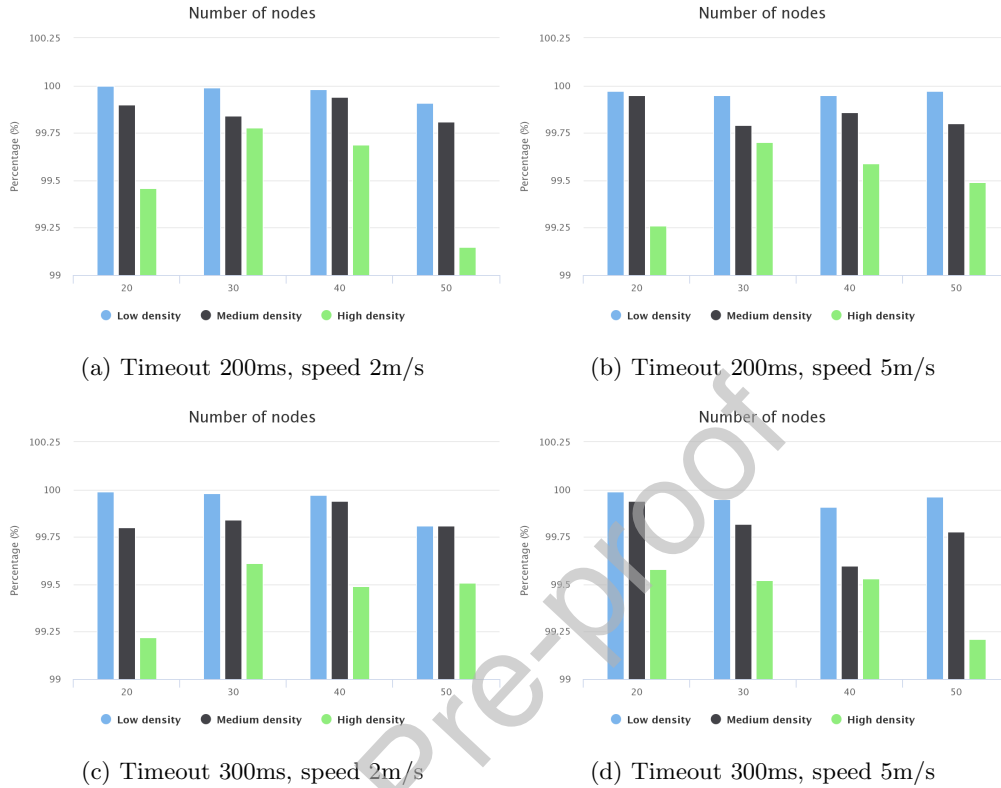 Number of nodes
100.25
100
99.75
99.5
99.25
99
Percentage (%)
20 30 40 50
Low density Medium density High density
(a) Timeout 200ms, speed 2m/s
Number of nodes
100.25
100
99.75
99.5
99.25
99
Percentage (%)
20 30 40 50
Low density Medium density High density
(b) Timeout 200ms, speed 5m/s
Number of nodes
100.25
100
99.75
99.5
99.25
99
Percentage (%)
20 30 40 50
Low density Medium density High density
(c) Timeout 300ms, speed 2m/s
Number of nodes
100.25
100
99.75
99.5
99.25
99
Percentage (%)
20 30 40 50
Low density Medium density High density
(d) Timeout 300ms, speed 5m/s
Pre-proof